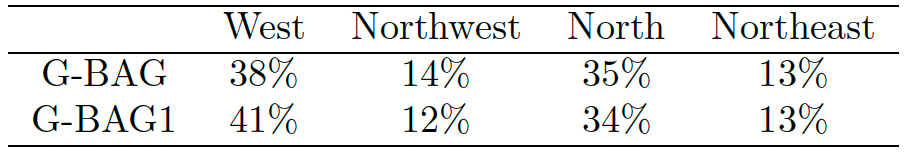 West Northwest North Northeast
G-BAG 38% 14% 35% 13%
G-BAG1 41% 12% 34% 13%